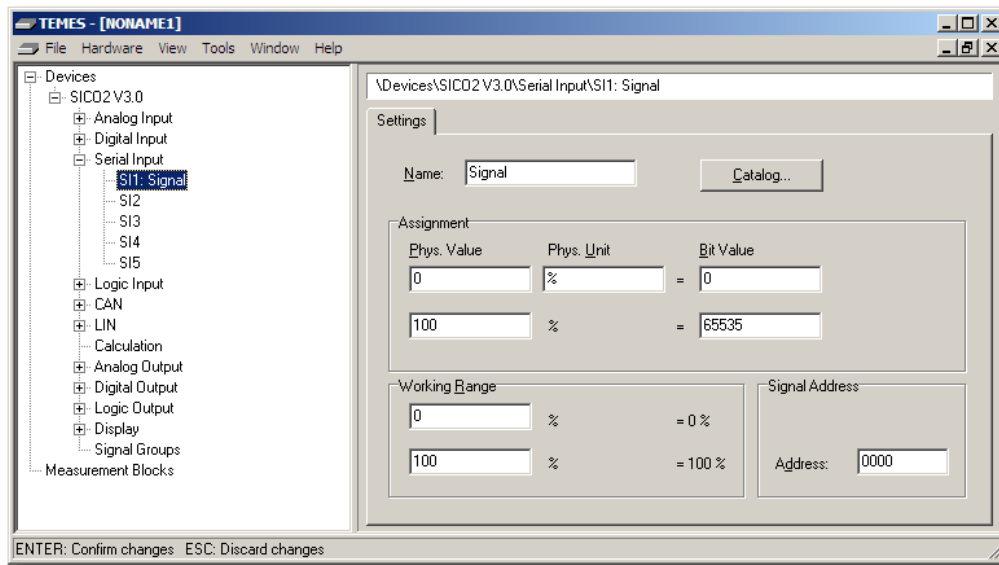 TEMES - [NONAME1]
File Hardware View Tools Window Help
Devices
SICO2 V3.0
Analog Input
Digital Input
Serial Input
SI1: Signal
SI2
SI3
SI4
SI5
Logic Input
CAN
LIN
Calculation
Analog Output
Digital Output
Logic Output
Display
Signal Groups
Measurement Blocks
\Devices\SICO2 V3.0\Serial Input\SI1: Signal
Settings
Name: Signal Catalog...
Assignment
Phys. Value Phys. Unit Bit Value
0 % = 0
100 % = 65535
Working Range
0 % = 0 %
100 % = 100 %
Signal Address
Address: 0000
ENTER: Confirm changes ESC: Discard changes